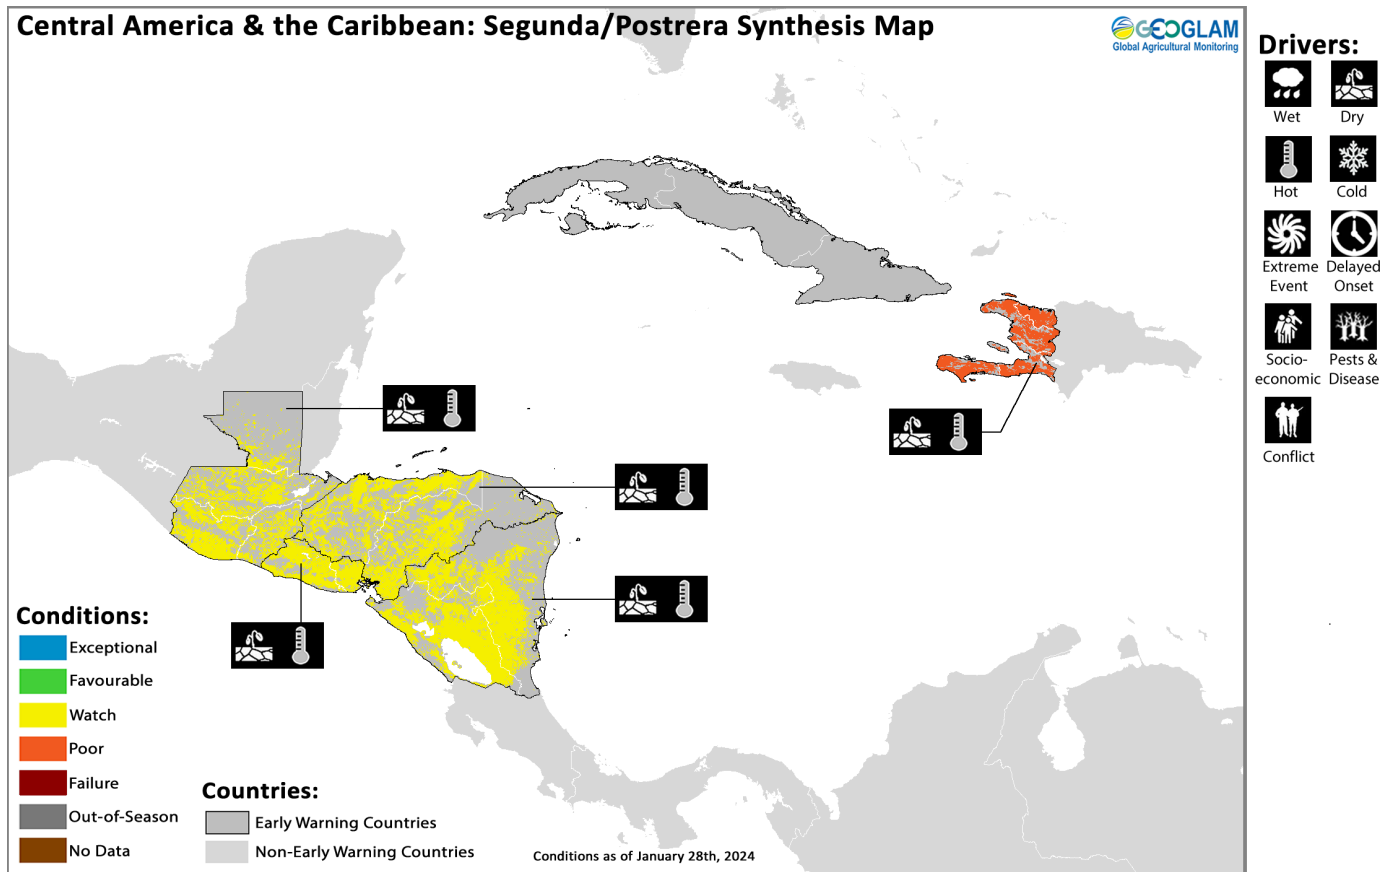 Central America & the Caribbean: Segunda/Postrera Synthesis Map
GEOGLAM
Global Agricultural Monitoring
Drivers:
Wet
Dry
Hot
Cold
Extreme
Event
Delayed
Onset
Socio-
economic
Pests &
Disease
Conflict
Conditions:
Exceptional
Favourable
Watch
Poor
Failure
Out-of-Season
No Data
Countries:
Early Warning Countries
Non-Early Warning Countries
Conditions as of January 28th, 2024